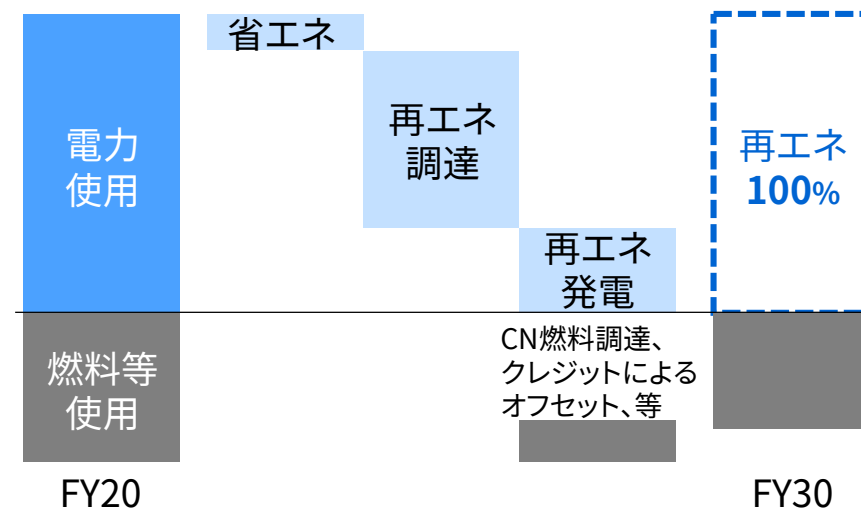 省エネ
電力
使用
再エネ
調達
再エネ
100%
再エネ
発電
CN燃料調達、
クレジットによる
オフセット、等
燃料等
使用
FY20
FY30